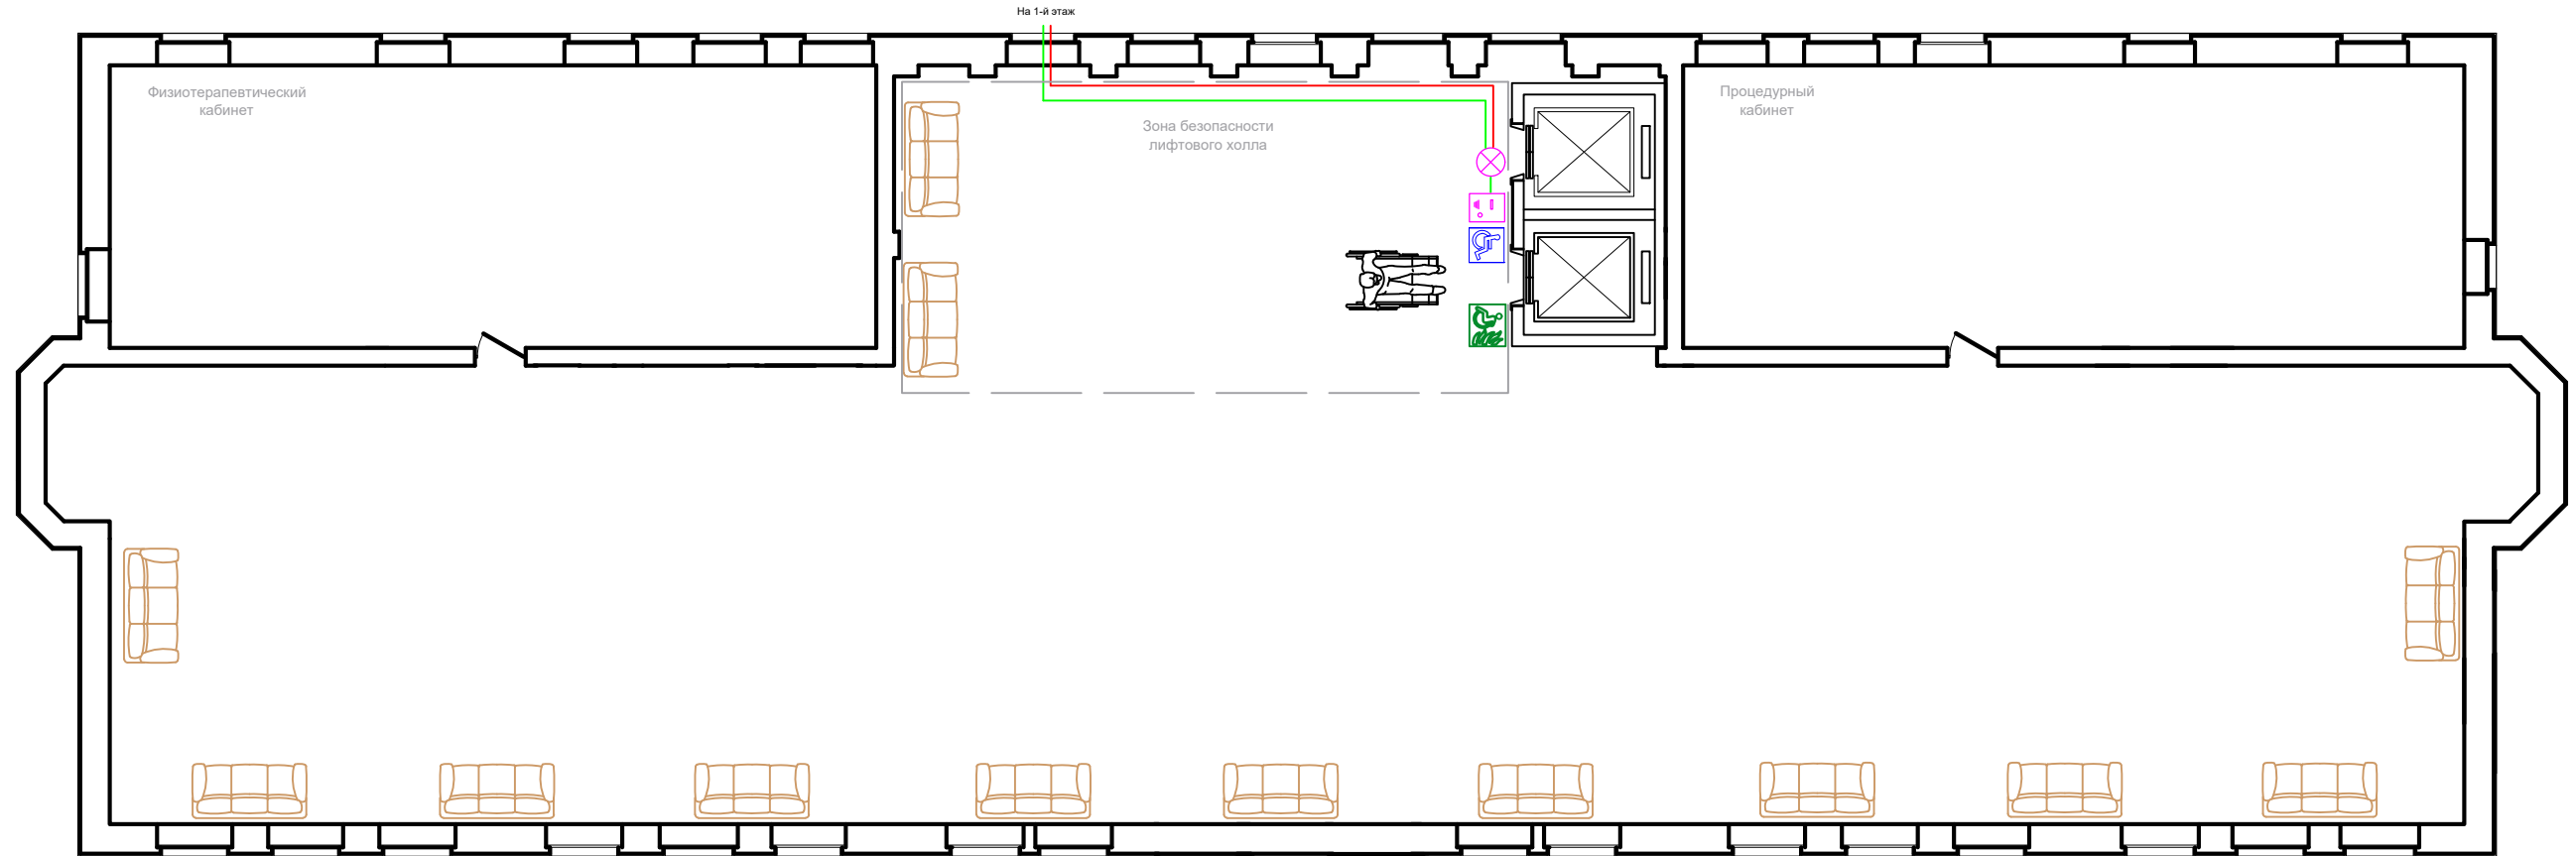 На 1-й этаж
Физиотерапевтический
кабинет
Зона безопасности
лифтового холла
Процедурный
кабинет